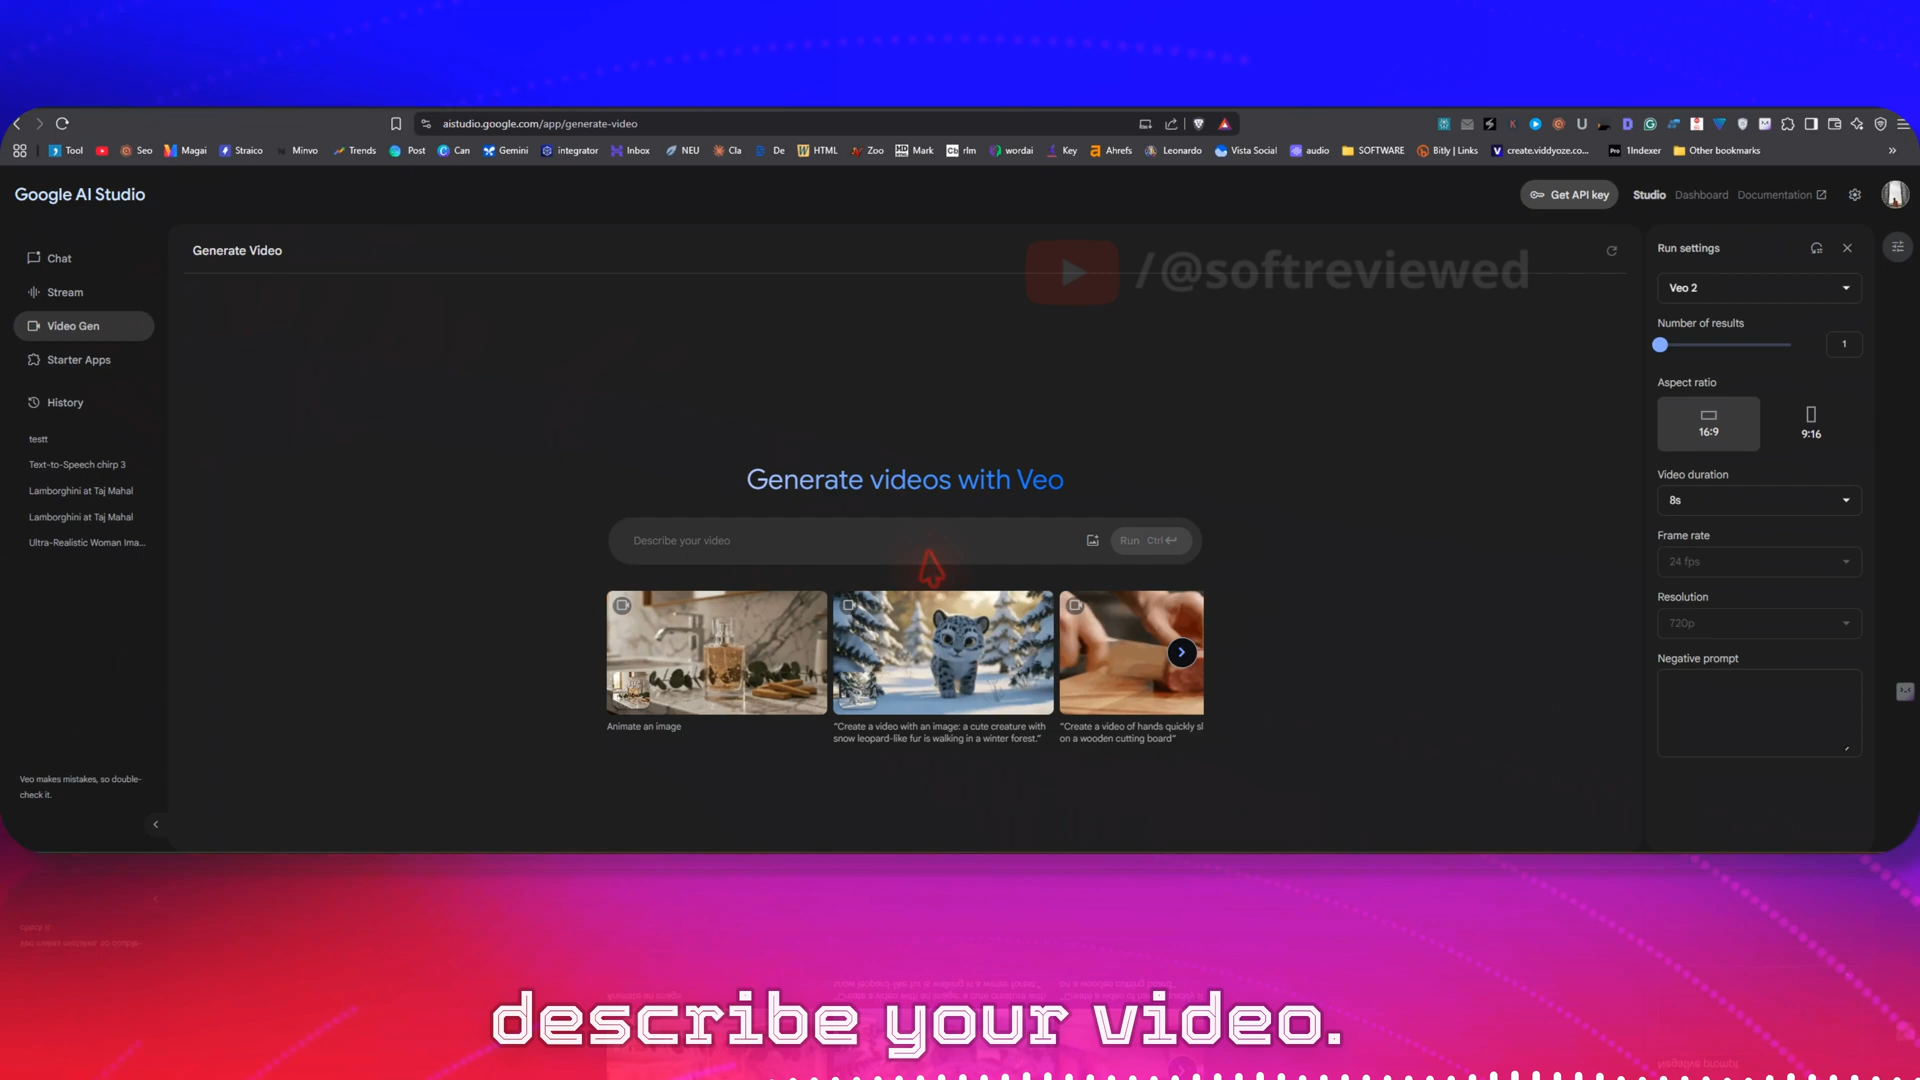 aistudio.google.com/app/generate-video
Tool Seo Magai Straico Minvo Trends Post Can Gemini integrator Inbox NEU Cla De HTML Zoo Mark rlm wordai Key Ahrefs Leonardo Vista Social audio SOFTWARE Bitly | Links create.viddyoze.co... 1Indexer Other bookmarks
Google AI Studio
Get API key Studio Dashboard Documentation
Chat
Stream
Video Gen
Starter Apps
History
testt
Text-to-Speech chirp 3
Lamborghini at Taj Mahal
Lamborghini at Taj Mahal
Ultra-Realistic Woman Ima...
Veo makes mistakes, so double-
check it.
Generate Video
/@softreviewed
Generate videos with Veo
Describe your video
Run Ctrl
Animate an image
“Create a video with an image: a cute creature with
snow leopard-like fur is walking in a winter forest.”
“Create a video of hands quickly sl
on a wooden cutting board”
Run settings
Veo 2
Number of results
1
Aspect ratio
16:9
9:16
Video duration
8s
Frame rate
24 fps
Resolution
720p
Negative prompt
describe your video.